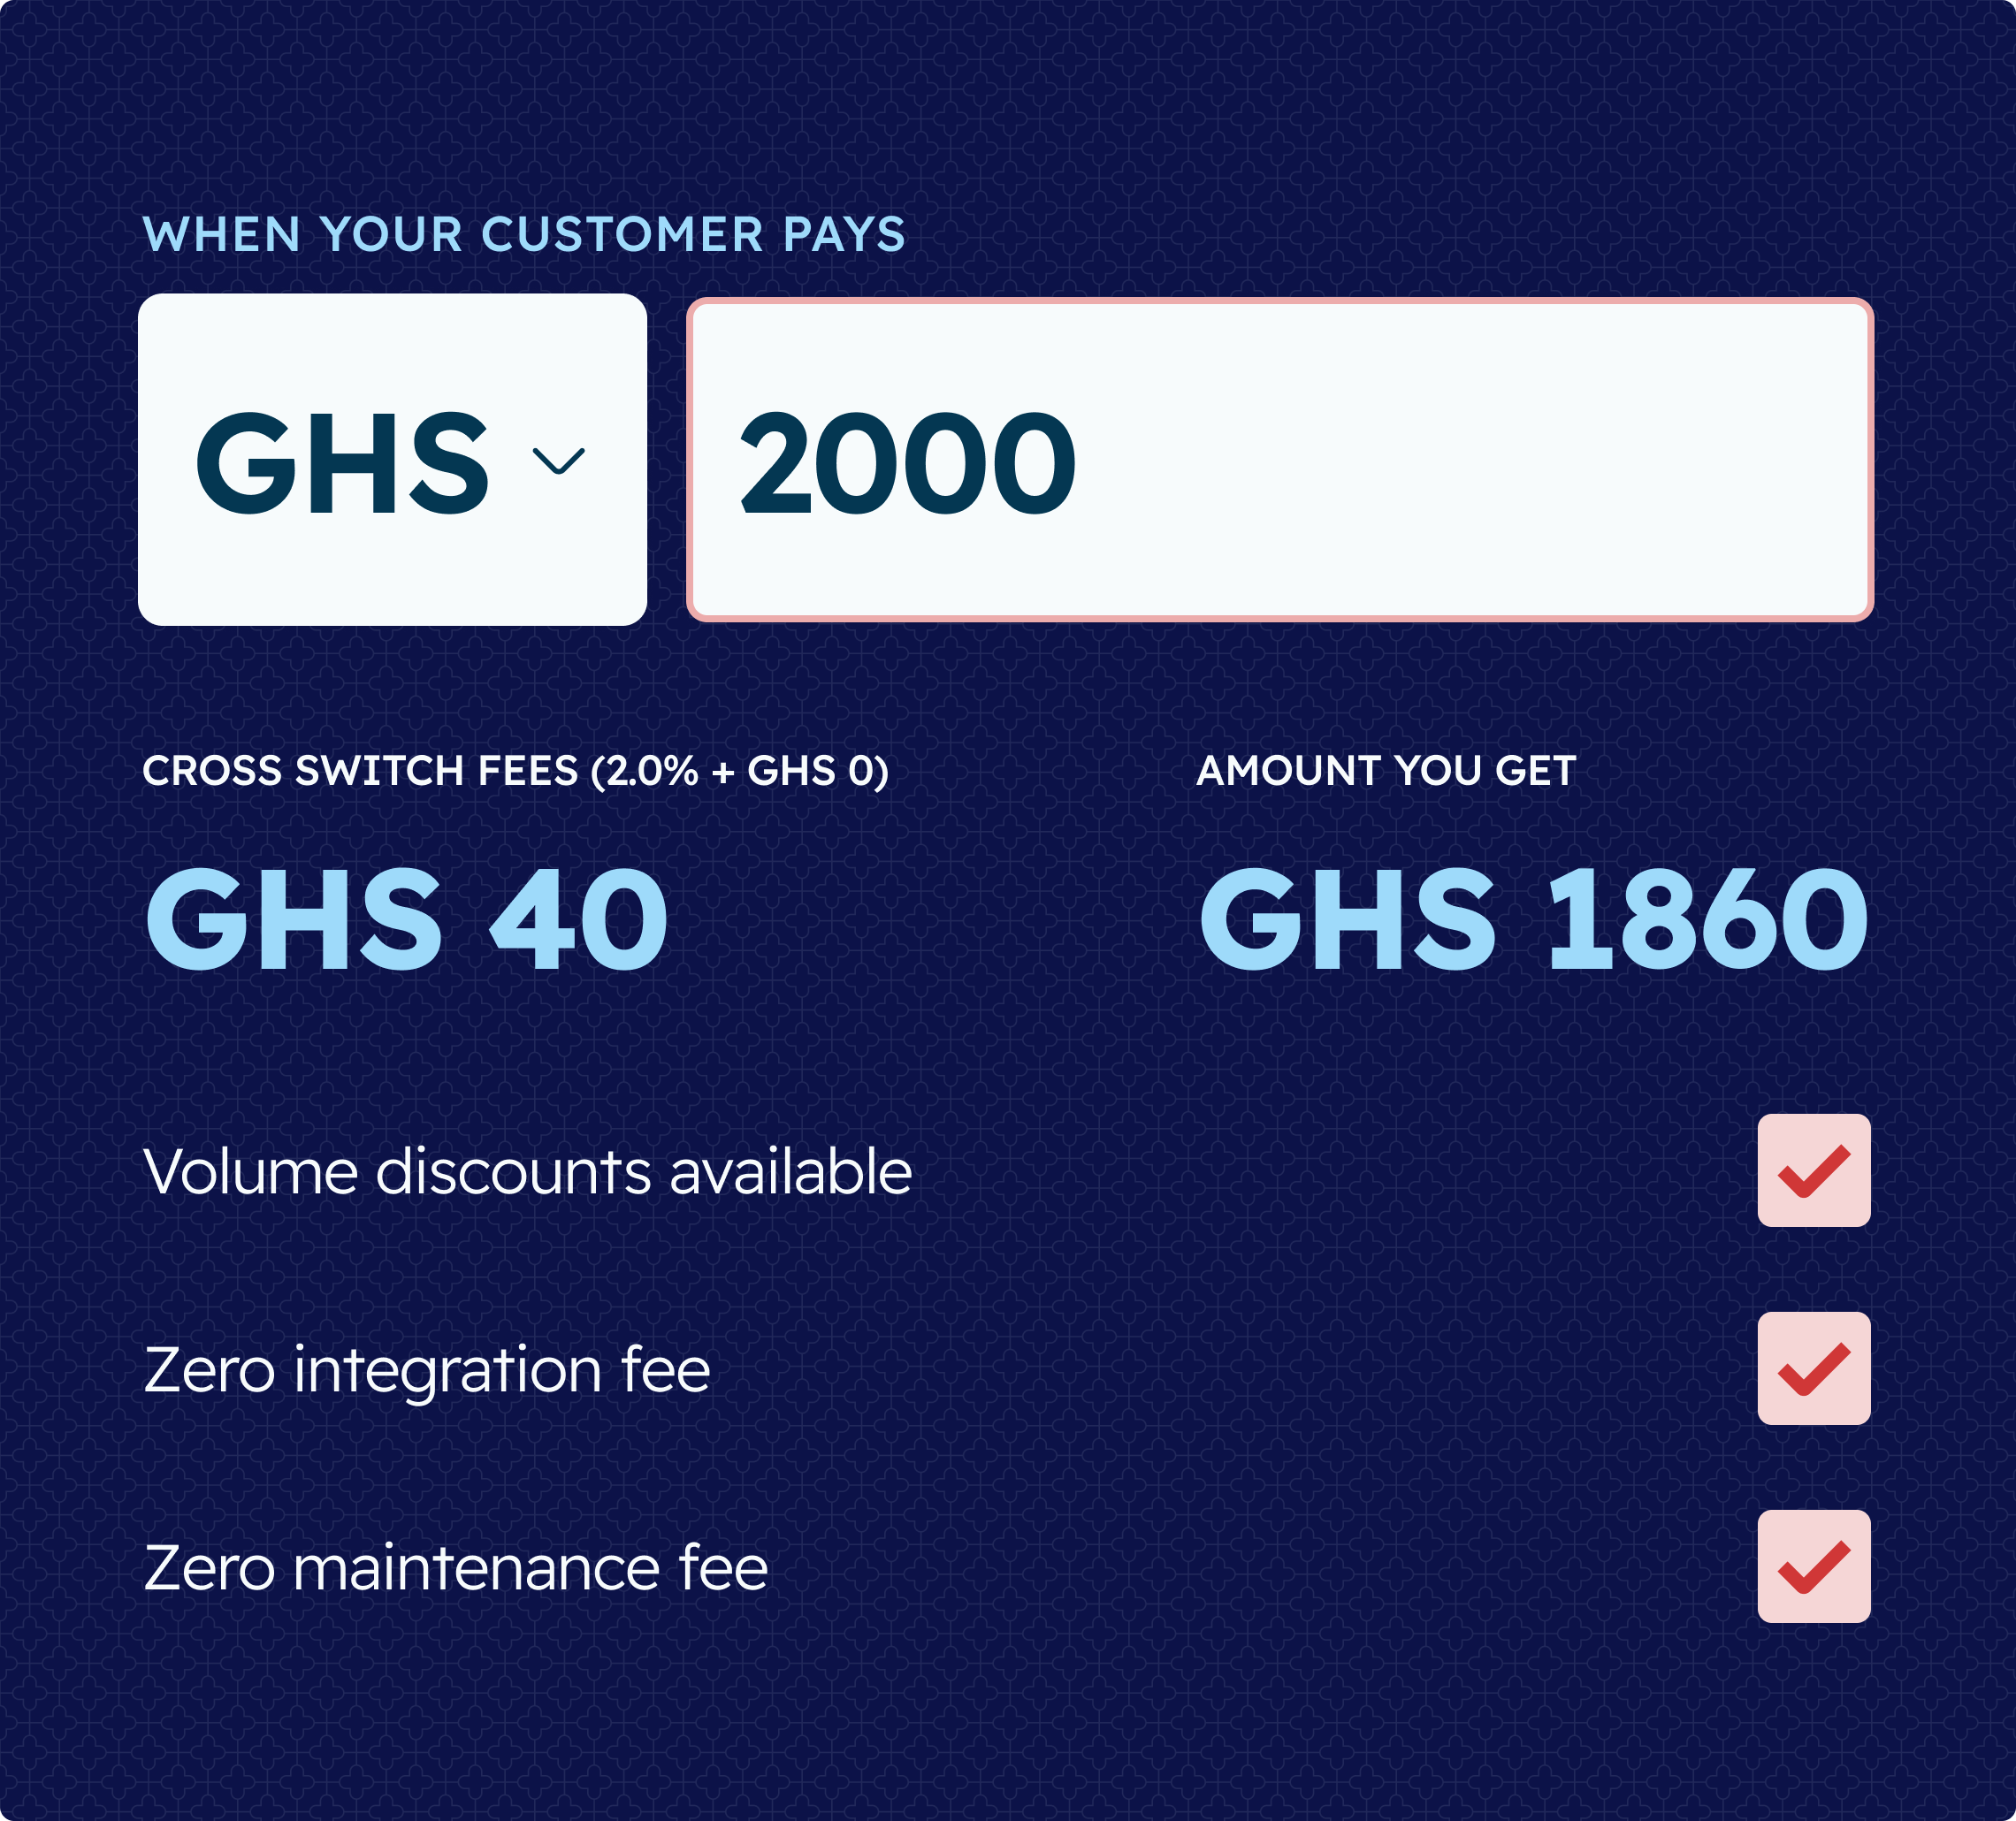 WHEN YOUR CUSTOMER PAYS
GHS 2000
CROSS SWITCH FEES (2.0% + GHS 0)
AMOUNT YOU GET
GHS 40
GHS 1860
Volume discounts available
Zero integration fee
Zero maintenance fee